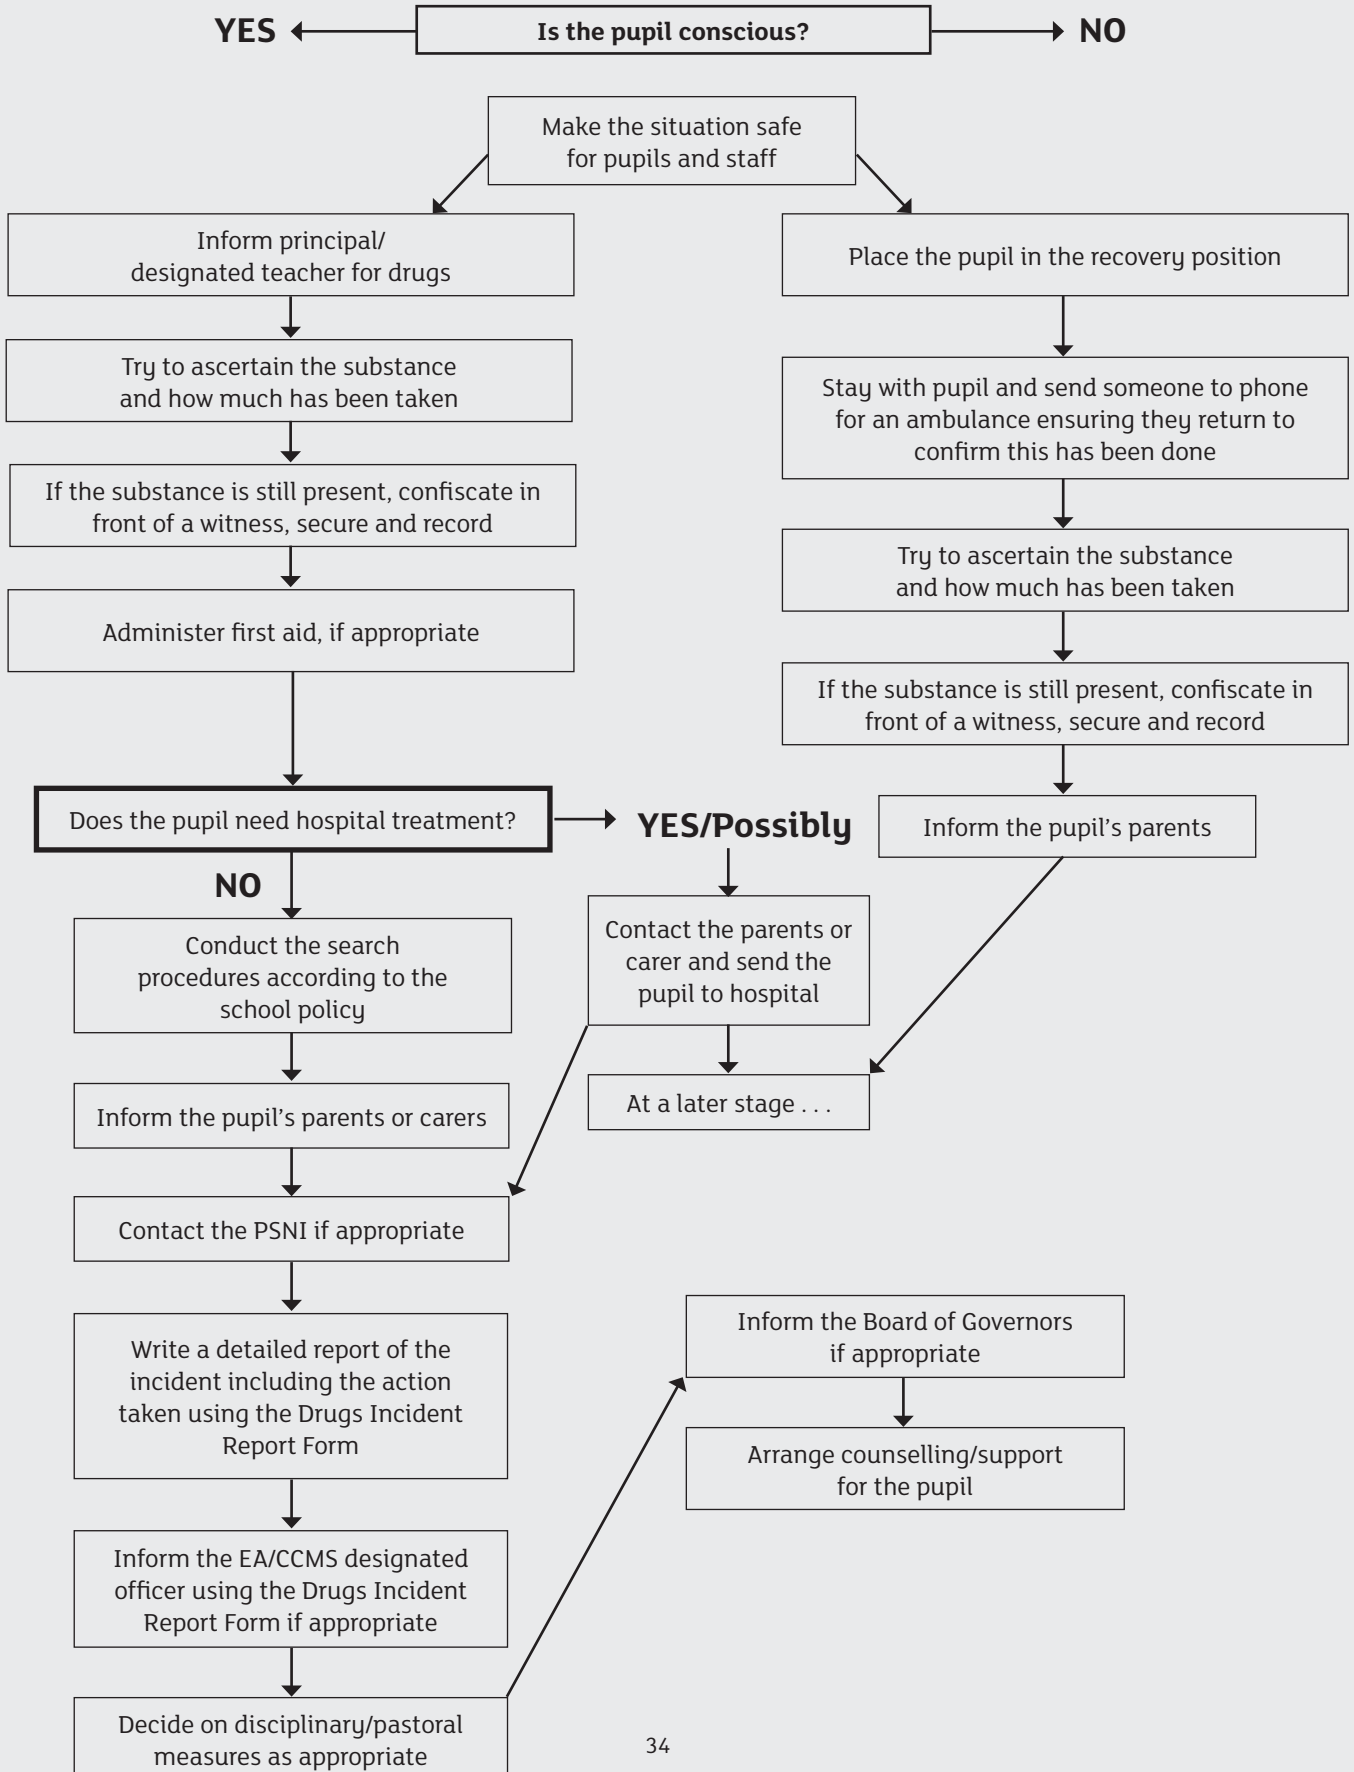 YES
Is the pupil conscious?
NO
Make the situation safe
for pupils and staff
Inform principal/
designated teacher for drugs
Try to ascertain the substance
and how much has been taken
If the substance is still present, confiscate in
front of a witness, secure and record
Administer first aid, if appropriate
Place the pupil in the recovery position
Stay with pupil and send someone to phone
for an ambulance ensuring they return to
confirm this has been done
Try to ascertain the substance
and how much has been taken
If the substance is still present, confiscate in
front of a witness, secure and record
Inform the pupil's parents
Does the pupil need hospital treatment?
YES/Possibly
NO
Contact the parents or
carer and send the
pupil to hospital
At a later stage . . .
Conduct the search
procedures according to the
school policy
Inform the pupil's parents or carers
Contact the PSNI if appropriate
Write a detailed report of the
incident including the action
taken using the Drugs Incident
Report Form
Inform the EA/CCMS designated
officer using the Drugs Incident
Report Form if appropriate
Decide on disciplinary/pastoral
measures as appropriate
Inform the Board of Governors
if appropriate
Arrange counselling/support
for the pupil
34